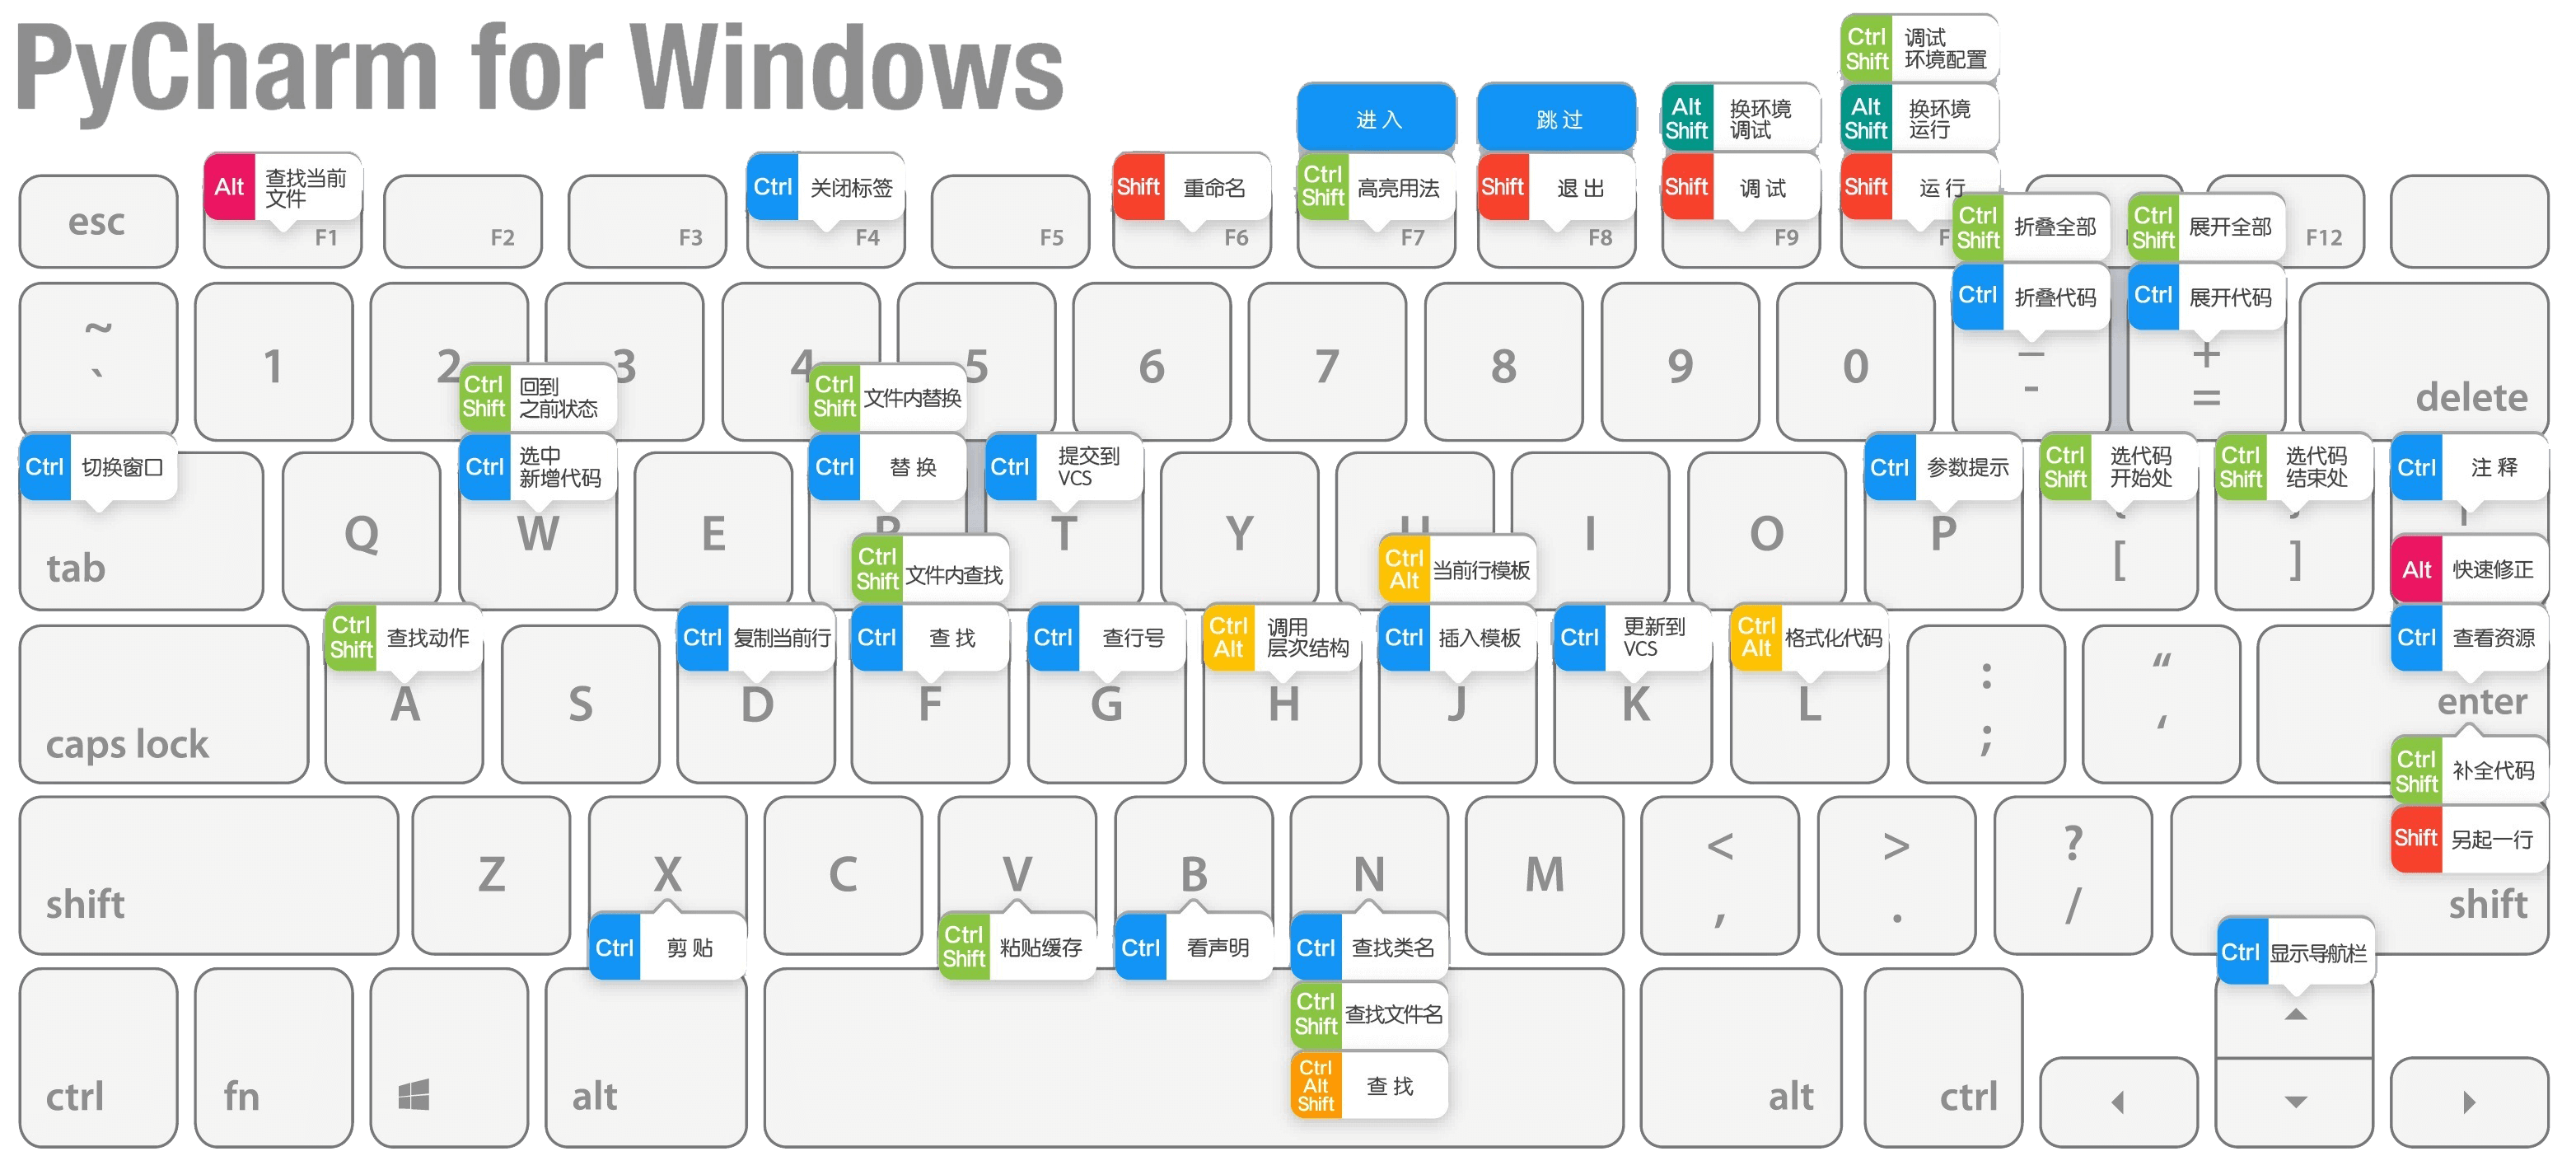 PyCharm for Windows
Ctrl Shift 调试 环境配置
进 入
跳 过
Alt Shift 换环境 调试
Alt Shift 换环境 运行
esc
Alt 查找当前 文件 F1
F2
F3
Ctrl 关闭标签 F4
F5
Shift 重命名 F6
Ctrl Shift 高亮用法 F7
Shift 退 出 F8
Shift 调 试 F9
Shift 运 行 F
Ctrl Shift 折叠全部
Ctrl Shift 展开全部
F12
Ctrl 折叠代码
Ctrl 展开代码
~ `
1
2
3
4
5
6
7
8
9
0
– -
+ =
delete
Ctrl Shift 回到 之前状态
Ctrl Shift 文件内替换
Ctrl 切换窗口
Ctrl 选中 新增代码
Ctrl 替 换
Ctrl 提交到 VCS
Ctrl 参数提示
Ctrl Shift 选代码 开始处
Ctrl Shift 选代码 结束处
Ctrl 注 释
tab
Q
W
E
R
T
Y
U
I
O
P
[
]
Ctrl Shift 文件内查找
Ctrl Alt 当前行模板
Alt 快速修正
Ctrl Shift 查找动作
Ctrl 复制当前行
Ctrl 查 找
Ctrl 查行号
Ctrl Alt 调用 层次结构
Ctrl 插入模板
Ctrl 更新到 VCS
Ctrl Alt 格式化代码
Ctrl 查看资源
caps lock
A
S
D
F
G
H
J
K
L
: ;
“ ‘
enter
Ctrl Shift 补全代码
Shift 另起一行
shift
Z
X
C
V
B
N
M
< ,
> .
? /
shift
Ctrl 剪 贴
Ctrl Shift 粘贴缓存
Ctrl 看声明
Ctrl 查找类名
Ctrl 显示导航栏
Ctrl Shift 查找文件名
Ctrl Alt Shift 查 找
ctrl
fn
alt
alt
ctrl